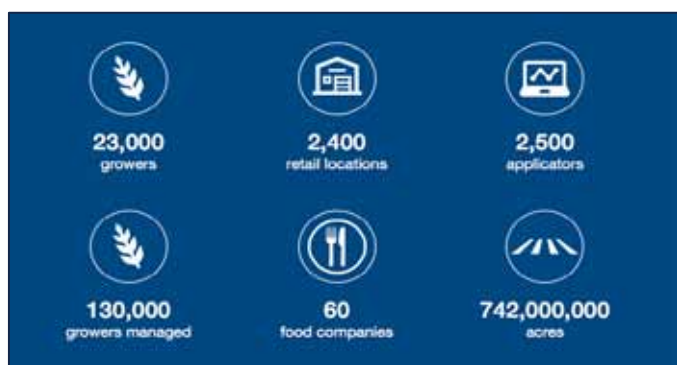 23,000
growers
2,400
retail locations
2,500
applicators
130,000
growers managed
60
food companies
742,000,000
acres